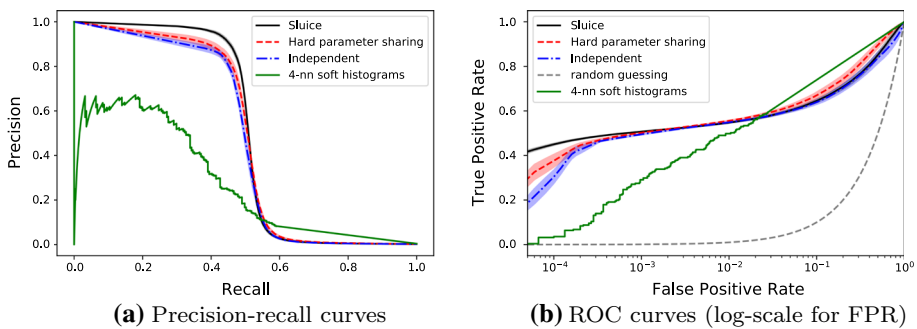 Precision
1.0
0.8
0.6
0.4
0.2
0.0
Sluice
Hard parameter sharing
Independent
4-nn soft histograms
0.0 0.2 0.4 0.6 0.8 1.0
Recall
(a) Precision-recall curves
True Positive Rate
1.0
0.8
0.6
0.4
0.2
0.0
Sluice
Hard parameter sharing
Independent
random guessing
4-nn soft histograms
10⁻⁴ 10⁻³ 10⁻² 10⁻¹ 10⁰
False Positive Rate
(b) ROC curves (log-scale for FPR)